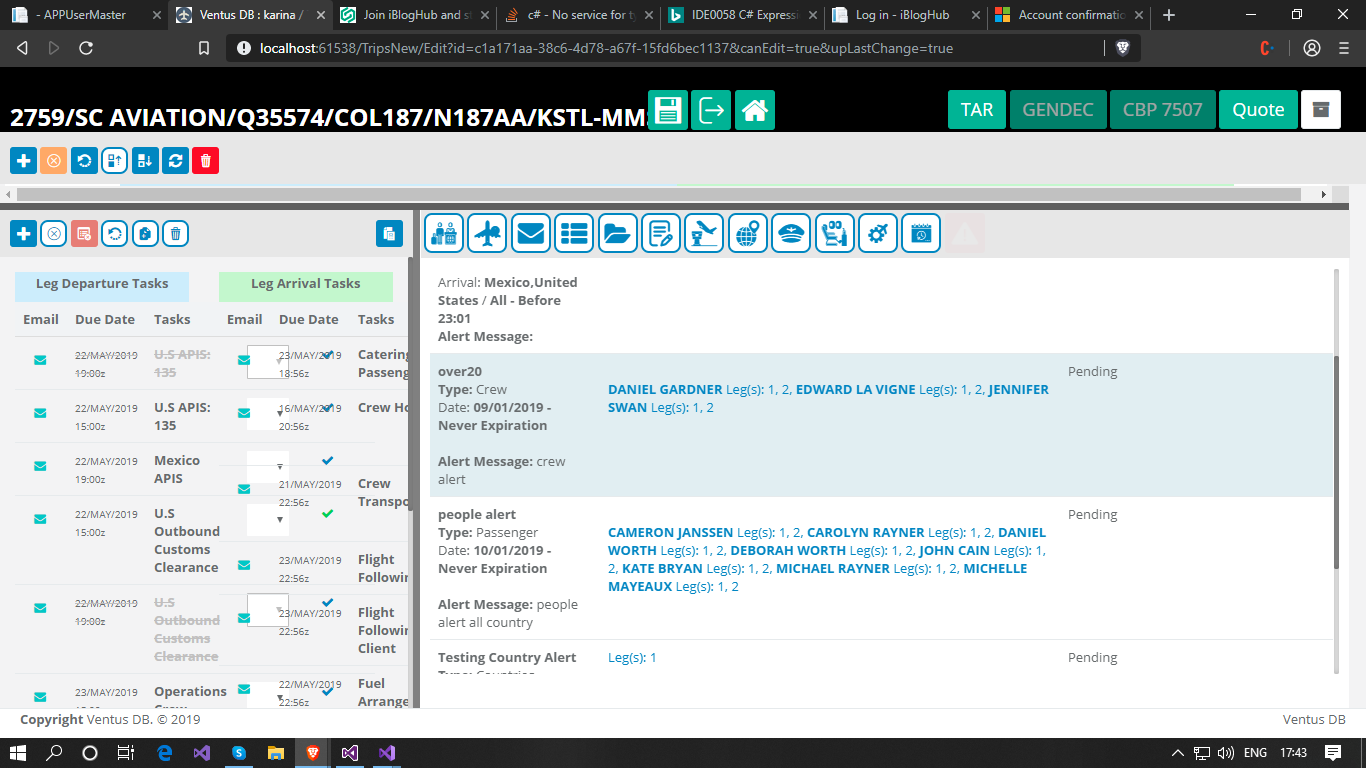 - APPUserMaster
Ventus DB : karina /
Join iBlogHub and st
c# - No service for ty
IDE0058 C# Expressi
Log in - iBlogHub
Account confirmatio
localhost:61538/TripsNew/Edit?id=c1a171aa-38c6-4d78-a67f-15fd6bec1137&canEdit=true&upLastChange=true
2759/SC AVIATION/Q35574/COL187/N187AA/KSTL-MM
TAR
GENDEC
CBP 7507
Quote
Leg Departure Tasks
Email Due Date Tasks
22/MAY/2019 19:00z
U.S APIS: 135
22/MAY/2019 15:00z
U.S APIS: 135
22/MAY/2019 19:00z
Mexico APIS
22/MAY/2019 15:00z
U.S Outbound Customs Clearance
22/MAY/2019 19:00z
U.S Outbound Customs Clearance
23/MAY/2019
Operations
Leg Arrival Tasks
Email Due Date Tasks
23/MAY/2019 18:56z
Catering Passeng
16/MAY/2019 20:56z
Crew Ho
21/MAY/2019 22:56z
Crew Transpo
23/MAY/2019 22:56z
Flight Followin
23/MAY/2019 22:56z
Flight Followin Client
22/MAY/2019 22:56z
Fuel Arrange
Arrival: Mexico,United
States / All - Before
23:01
Alert Message:
over20
Type: Crew
Date: 09/01/2019 -
Never Expiration
Alert Message: crew
alert
DANIEL GARDNER Leg(s): 1, 2, EDWARD LA VIGNE Leg(s): 1, 2, JENNIFER
SWAN Leg(s): 1, 2
Pending
people alert
Type: Passenger
Date: 10/01/2019 -
Never Expiration
Alert Message: people
alert all country
CAMERON JANSSEN Leg(s): 1, 2, CAROLYN RAYNER Leg(s): 1, 2, DANIEL
WORTH Leg(s): 1, 2, DEBORAH WORTH Leg(s): 1, 2, JOHN CAIN Leg(s): 1,
2, KATE BRYAN Leg(s): 1, 2, MICHAEL RAYNER Leg(s): 1, 2, MICHELLE
MAYEAUX Leg(s): 1, 2
Pending
Testing Country Alert
Leg(s): 1
Pending
Copyright Ventus DB. © 2019
Ventus DB
ENG
17:43